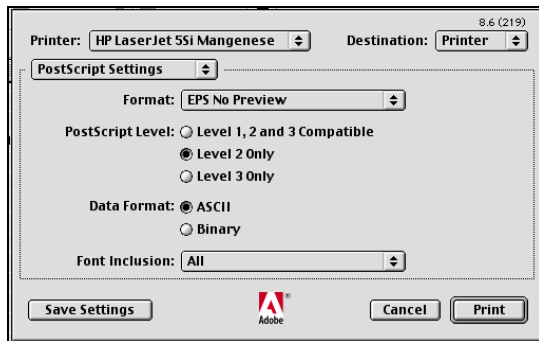 8.6 (219)
Printer: HP LaserJet 5Si Mangenese Destination: Printer
PostScript Settings
Format: EPS No Preview
PostScript Level: Level 1, 2 and 3 Compatible
Level 2 Only
Level 3 Only
Data Format: ASCII
Binary
Font Inclusion: All
Save Settings Adobe® Cancel Print